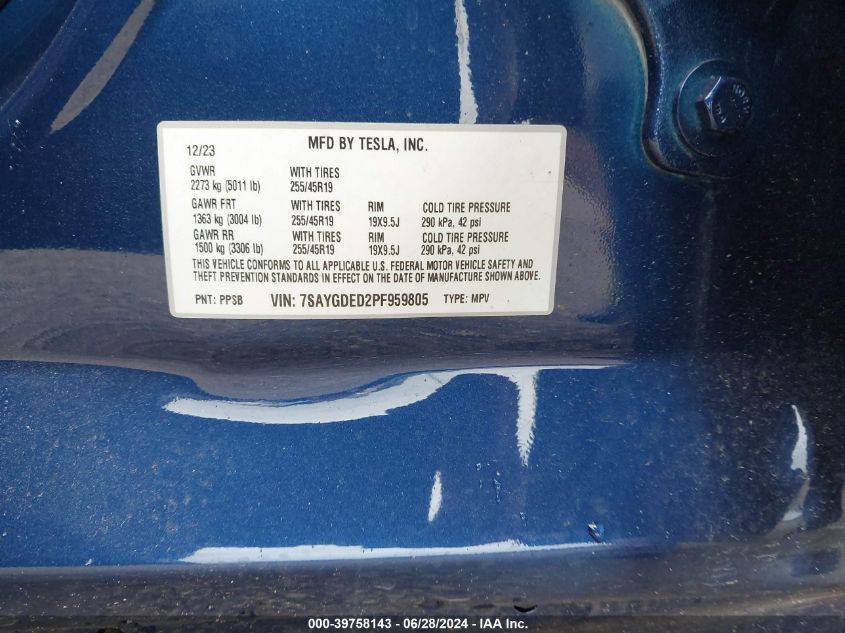 12/23 MFD BY TESLA, INC.
GVWR WITH TIRES
2273 kg (5011 lb) 255/45R19
GAWR FRT WITH TIRES RIM COLD TIRE PRESSURE
1363 kg (3004 lb) 255/45R19 19X9.5J 290 kPa, 42 psi
GAWR RR WITH TIRES RIM COLD TIRE PRESSURE
1500 kg (3306 lb) 255/45R19 19X9.5J 290 kPa, 42 psi
THIS VEHICLE CONFORMS TO ALL APPLICABLE U.S. FEDERAL MOTOR VEHICLE SAFETY AND
THEFT PREVENTION STANDARDS IN EFFECT ON THE DATE OF MANUFACTURE SHOWN ABOVE.
PNT: PPSB VIN: 7SAYGDED2PF959805 TYPE: MPV
000-39758143 - 06/28/2024 - IAAI, Inc.